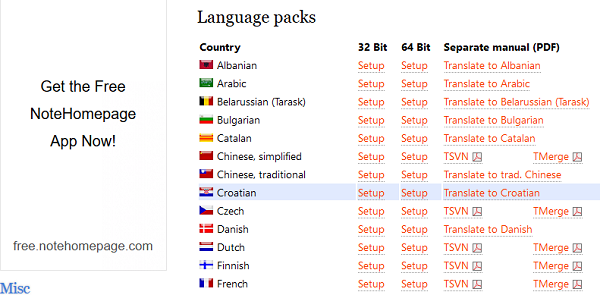 Get the Free
NoteHomepage
App Now!
free.notehomepage.com
Misc
Language packs
Country 32 Bit 64 Bit Separate manual (PDF)
Albanian Setup Setup Translate to Albanian
Arabic Setup Setup Translate to Arabic
Belarussian (Tarask) Setup Setup Translate to Belarussian (Tarask)
Bulgarian Setup Setup Translate to Bulgarian
Catalan Setup Setup Translate to Catalan
Chinese, simplified Setup Setup TSVN TMerge
Chinese, traditional Setup Setup Translate to trad. Chinese
Croatian Setup Setup Translate to Croatian
Czech Setup Setup TSVN TMerge
Danish Setup Setup Translate to Danish
Dutch Setup Setup TSVN TMerge
Finnish Setup Setup TSVN TMerge
French Setup Setup TSVN TMerge